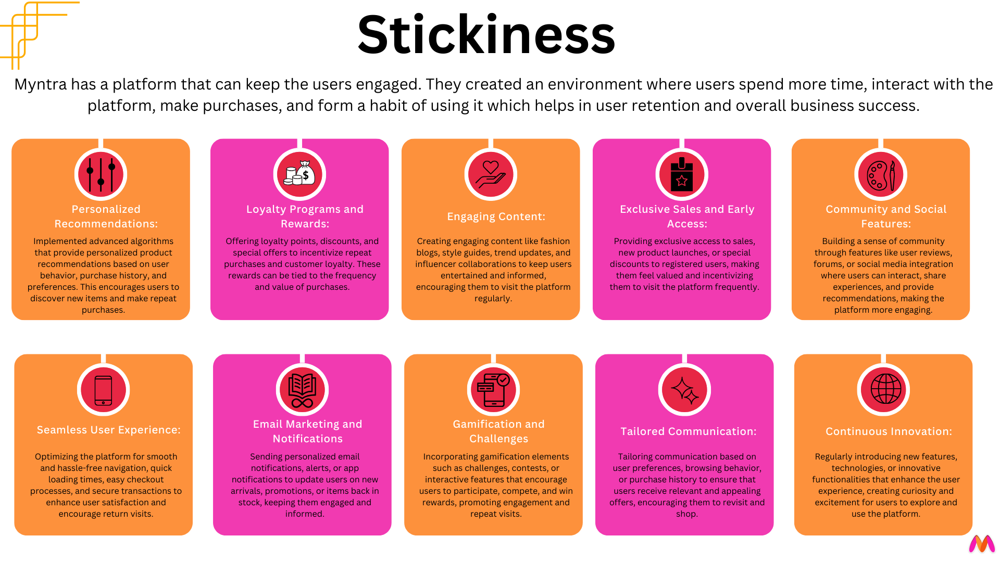 Stickiness
Myntra has a platform that can keep the users engaged. They created an environment where users spend more time, interact with the
platform, make purchases, and form a habit of using it which helps in user retention and overall business success.
Personalized
Recommendations:
Implemented advanced algorithms
that provide personalized product
recommendations based on user
behavior, purchase history, and
preferences. This encourages users to
discover new items and make repeat
purchases.
$
Loyalty Programs and
Rewards:
Offering loyalty points, discounts, and
special offers to incentivize repeat
purchases and customer loyalty. These
rewards can be tied to the frequency
and value of purchases.
Engaging Content:
Creating engaging content like fashion
blogs, style guides, trend updates, and
influencer collaborations to keep users
entertained and informed,
encouraging them to visit the platform
regularly.
Exclusive Sales and Early
Access:
Providing exclusive access to sales,
new product launches, or special
discounts to registered users, making
them feel valued and incentivizing
them to visit the platform frequently.
Community and Social
Features:
Building a sense of community
through features like user reviews,
forums, or social media integration
where users can interact, share
experiences, and provide
recommendations, making the
platform more engaging.
Seamless User Experience:
Optimizing the platform for smooth
and hassle-free navigation, quick
loading times, easy checkout
processes, and secure transactions to
enhance user satisfaction and
encourage return visits.
Email Marketing and
Notifications
Sending personalized email
notifications, alerts, or app
notifications to update users on new
arrivals, promotions, or items back in
stock, keeping them engaged and
informed.
Gamification and
Challenges
Incorporating gamification elements
such as challenges, contests, or
interactive features that encourage
users to participate, compete, and win
rewards, promoting engagement and
repeat visits.
Tailored Communication:
Tailoring communication based on
user preferences, browsing behavior,
or purchase history to ensure that
users receive relevant and appealing
offers, encouraging them to revisit and
shop.
Continuous Innovation:
Regularly introducing new features,
technologies, or innovative
functionalities that enhance the user
experience, creating curiosity and
excitement for users to explore and
use the platform.